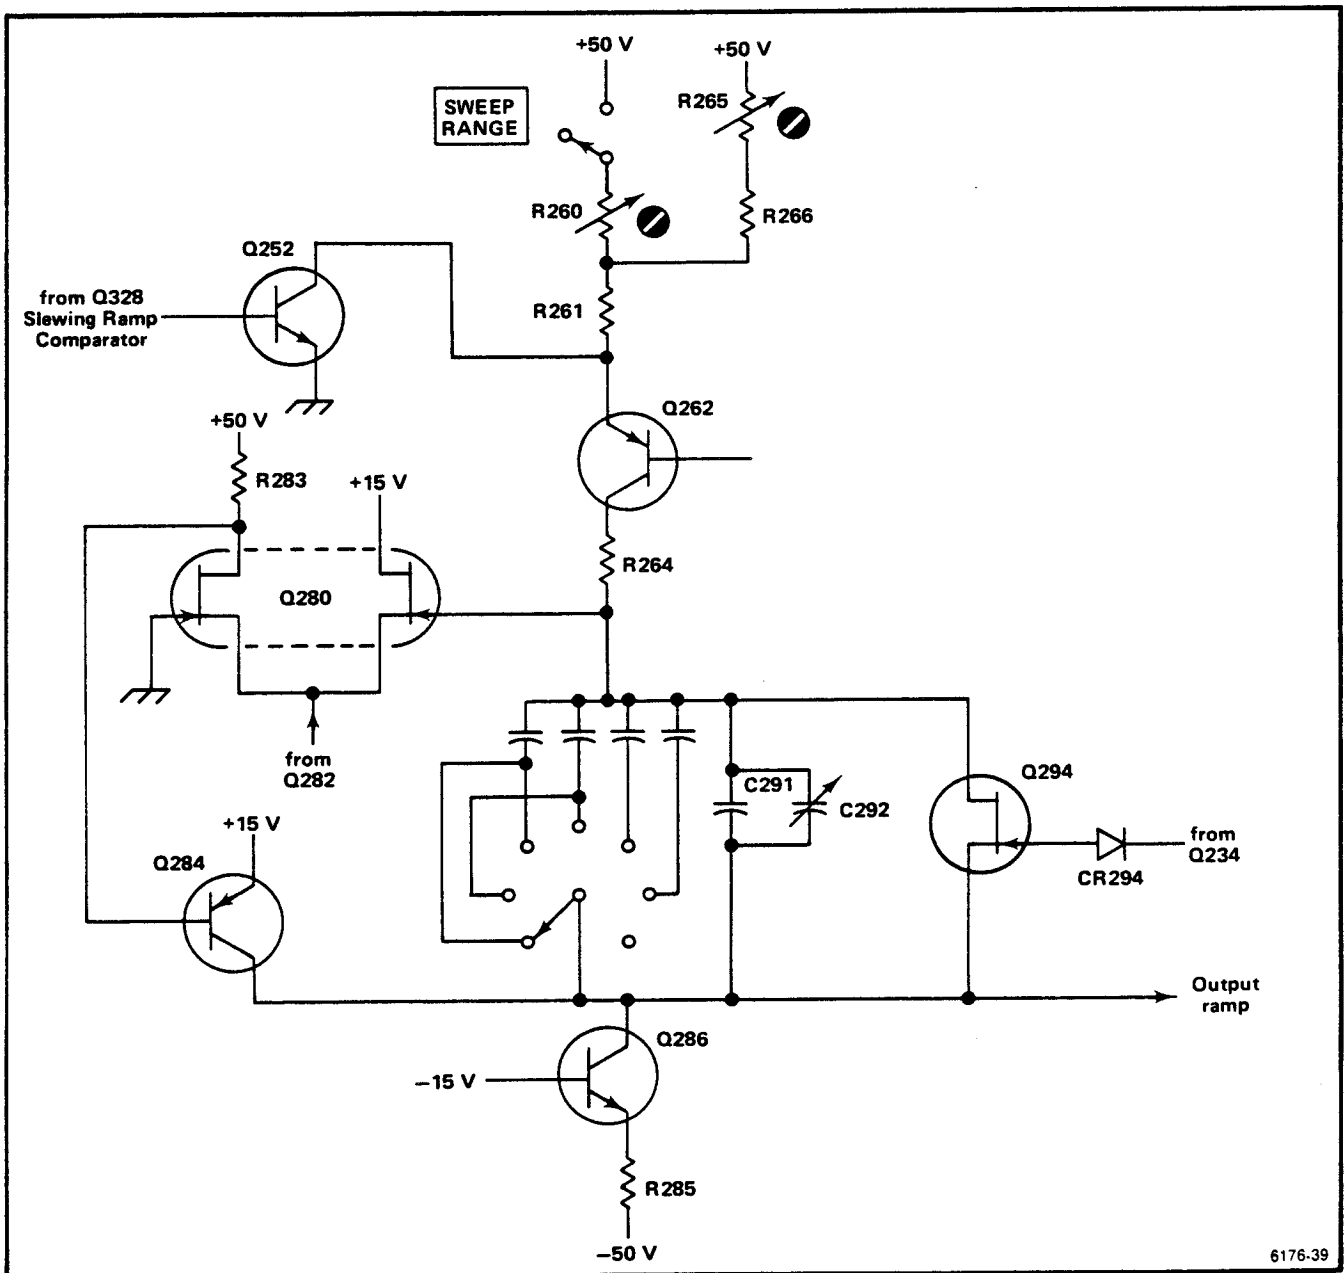 +50 V
+50 V
SWEEP
RANGE
R265
R260
R266
Q252
from Q328
Slewing Ramp
Comparator
R261
Q262
+50 V
R283
+15 V
R264
Q280
from
Q282
C291
C292
Q294
from
Q234
CR294
+15 V
Q284
Output
ramp
Q286
−15 V
R285
−50 V
6176-39